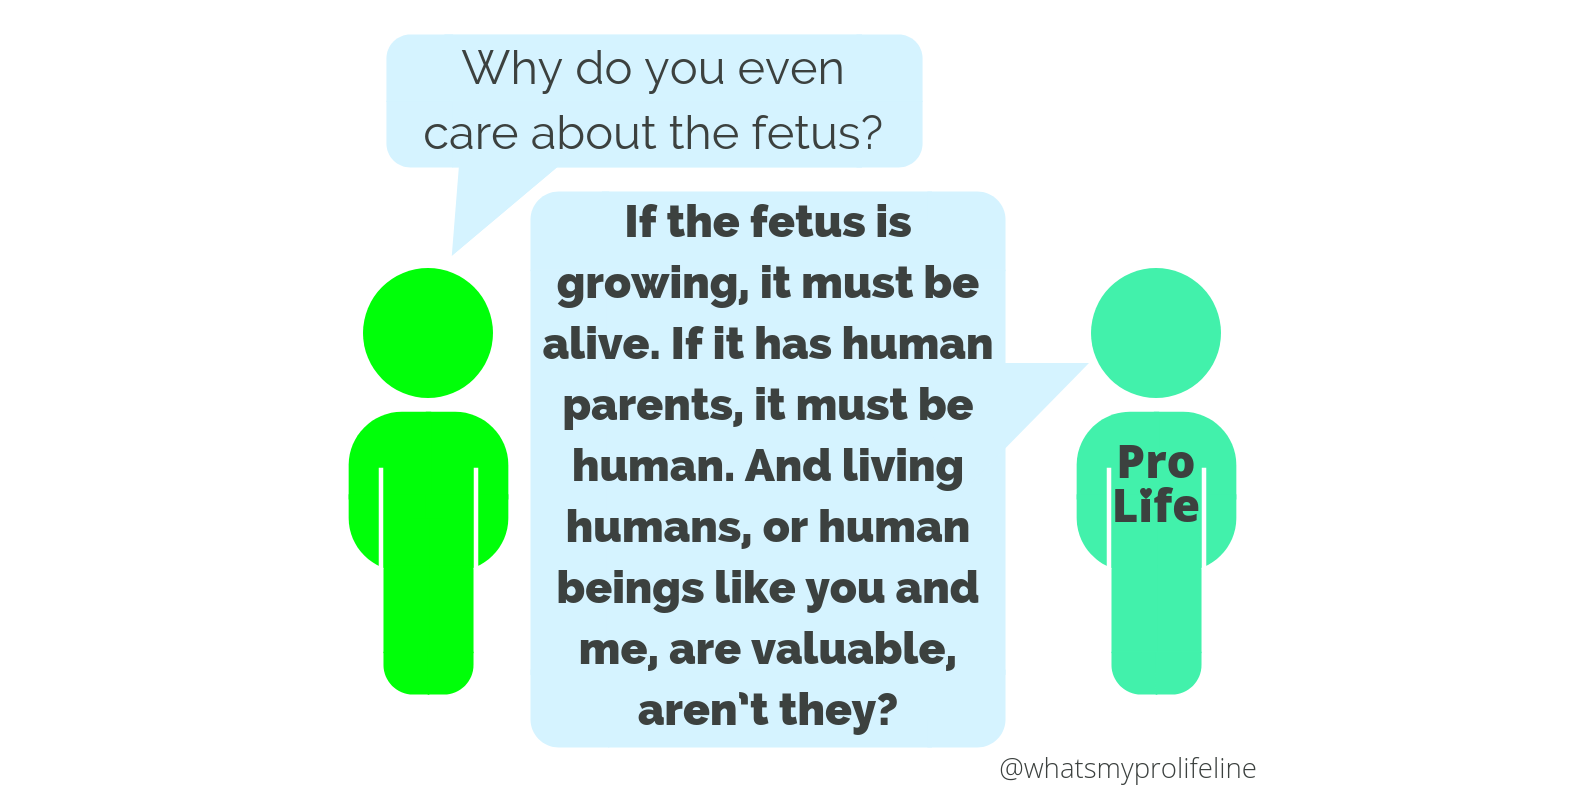 Why do you even
care about the fetus?
If the fetus is
growing, it must be
alive. If it has human
parents, it must be
human. And living
humans, or human
beings like you and
me, are valuable,
aren’t they?
Pro
Life
@whatsmyprolifeline